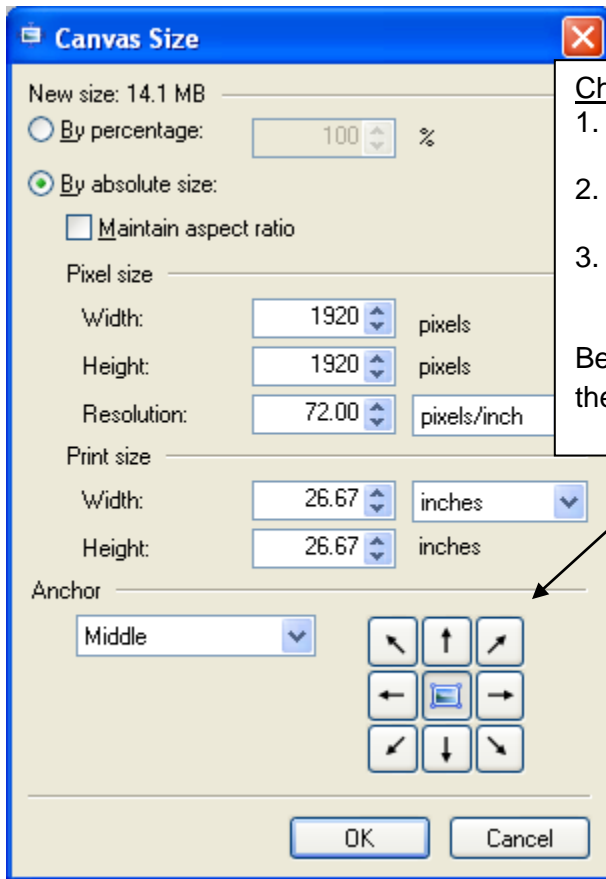 Canvas Size
New size: 14.1 MB
By percentage: 100 %
By absolute size:
Maintain aspect ratio
Pixel size
Width: 1920 pixels
Height: 1920 pixels
Resolution: 72.00 pixels/inch
Print size
Width: 26.67 inches
Height: 26.67 inches
Anchor
Middle
OK Cancel
1.
2.
3.